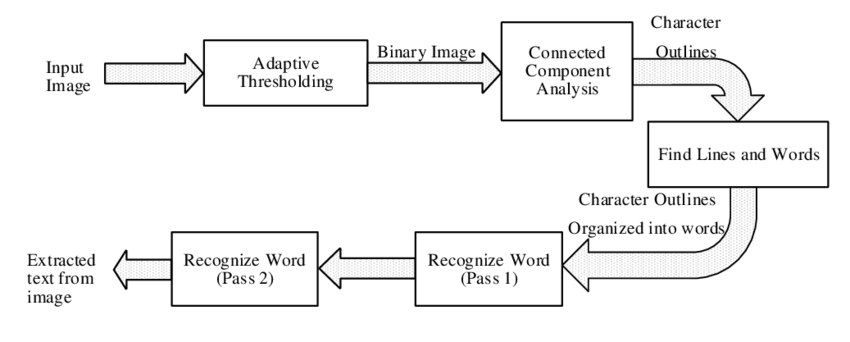 Input
Image
Adaptive
Thresholding
Binary Image
Connected
Component
Analysis
Character
Outlines
Find Lines and Words
Character Outlines
Organized into words
Recognize Word
(Pass 1)
Recognize Word
(Pass 2)
Extracted
text from
image